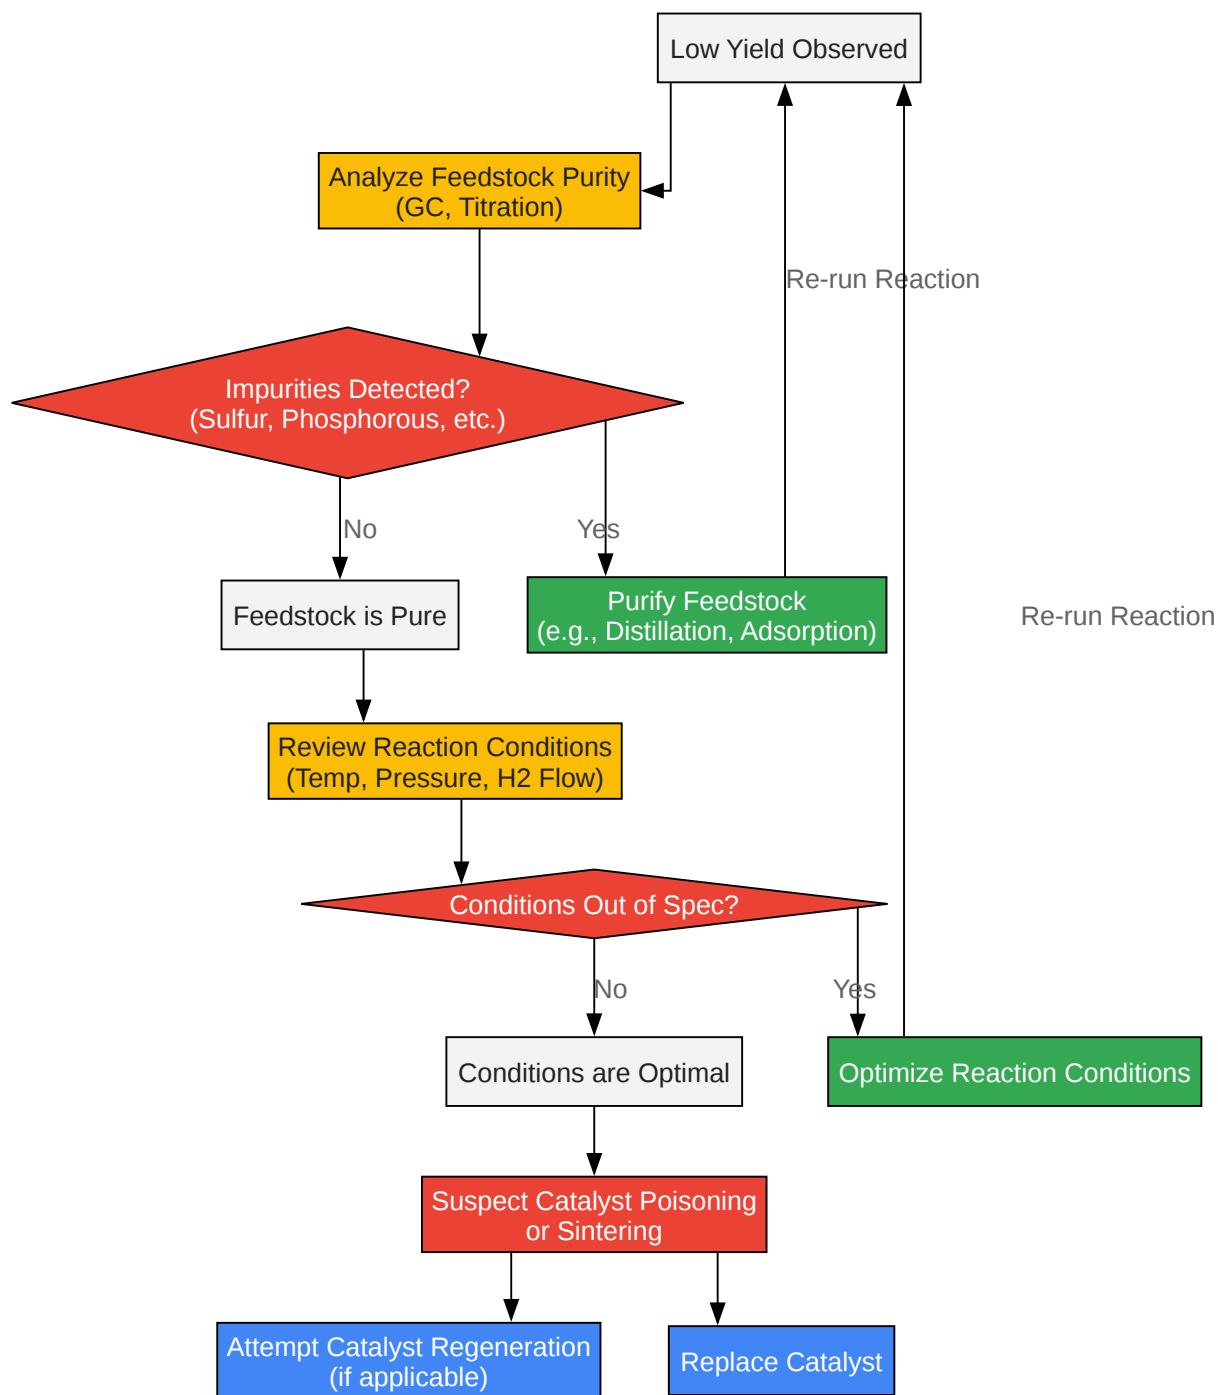 Low Yield Observed
Analyze Feedstock Purity
(GC, Titration)
Re-run Reaction
Impurities Detected?
(Sulfur, Phosphorous, etc.)
No
Yes
Feedstock is Pure
Purify Feedstock
(e.g., Distillation, Adsorption)
Re-run Reaction
Review Reaction Conditions
(Temp, Pressure, H2 Flow)
Conditions Out of Spec?
No
Yes
Conditions are Optimal
Optimize Reaction Conditions
Suspect Catalyst Poisoning
or Sintering
Attempt Catalyst Regeneration
(if applicable)
Replace Catalyst